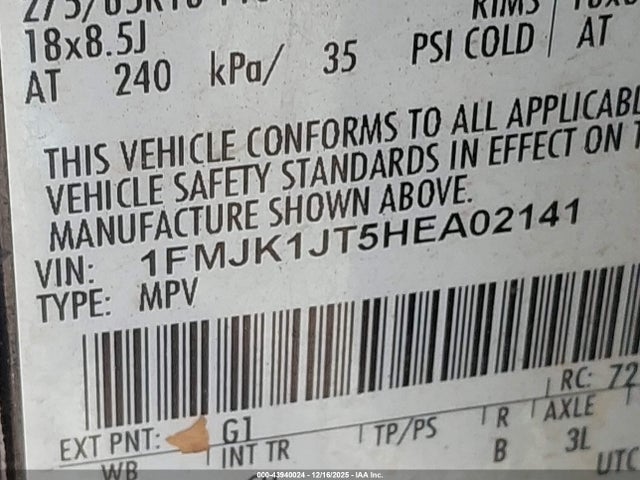 18x8.5J RIMS
AT 240 kPa/ 35 PSI COLD AT
THIS VEHICLE CONFORMS TO ALL
VEHICLE SAFETY STANDARDS IN EFFECT ON
MANUFACTURE SHOWN ABOVE.
VIN: 1FMJK1JT5HEA02141
TYPE: MPV
RC: 72
EXT PNT: G1
WB INT TR TP/PS R AXLE
B 3L UTC
000-43940024 - 12/16/2025 - IAA Inc.